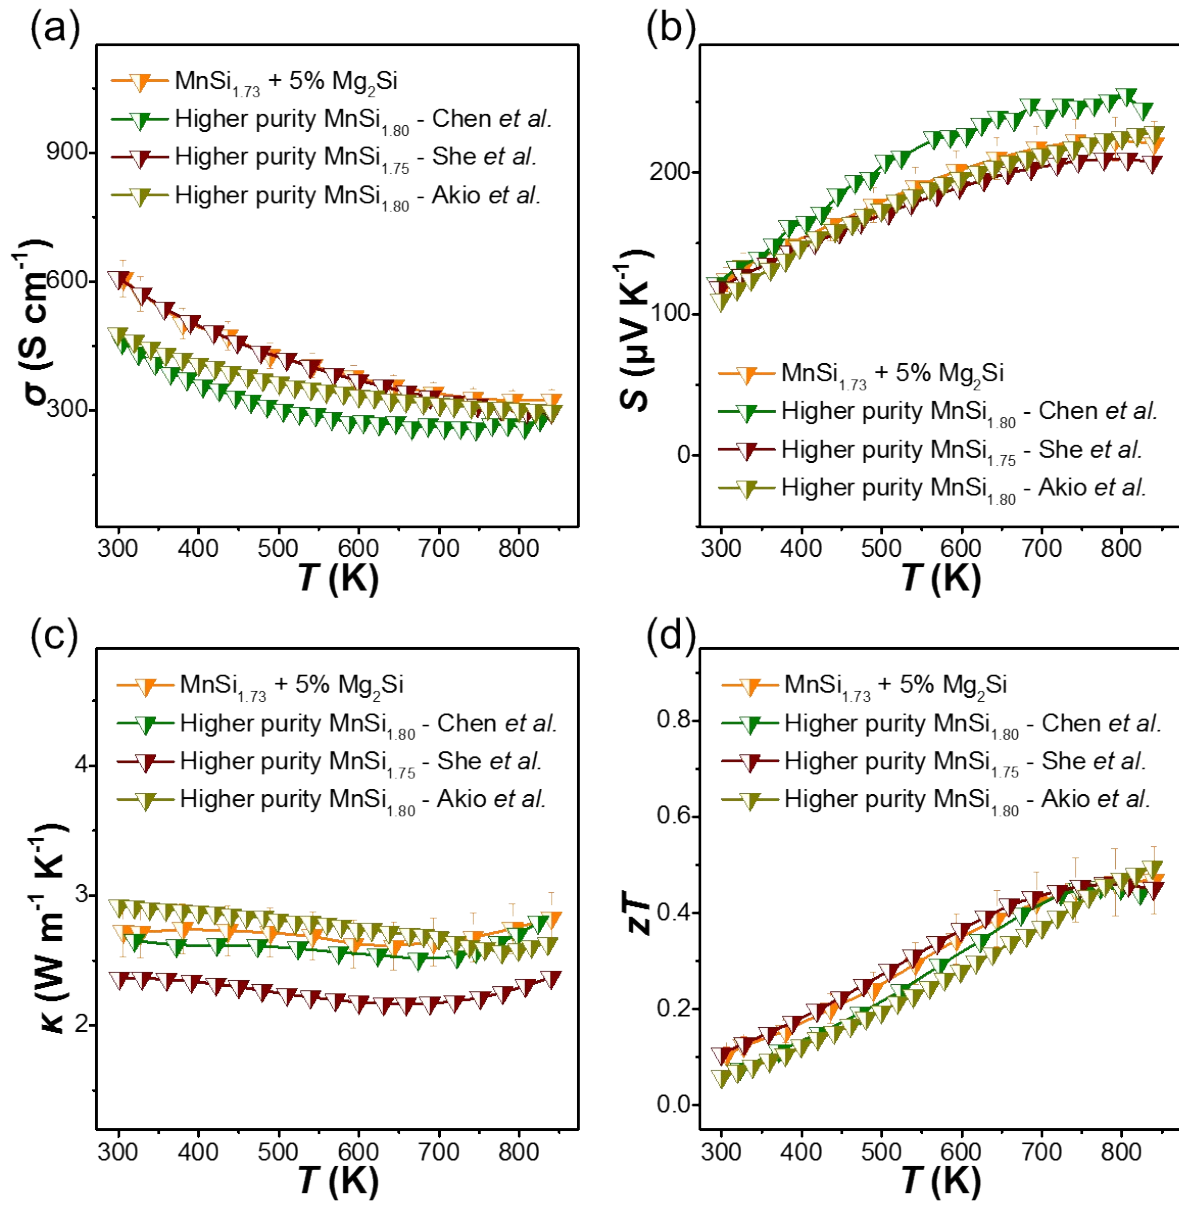 (a)
MnSi1.73 + 5% Mg2Si
Higher purity MnSi1.80 - Chen et al.
Higher purity MnSi1.75 - She et al.
Higher purity MnSi1.80 - Akio et al.
900
600
300
σ (S cm-1)
300 400 500 600 700 800
T (K)
(b)
200
100
0
S (μV K-1)
MnSi1.73 + 5% Mg2Si
Higher purity MnSi1.80 - Chen et al.
Higher purity MnSi1.75 - She et al.
Higher purity MnSi1.80 - Akio et al.
300 400 500 600 700 800
T (K)
(c)
MnSi1.73 + 5% Mg2Si
Higher purity MnSi1.80 - Chen et al.
Higher purity MnSi1.75 - She et al.
Higher purity MnSi1.80 - Akio et al.
4
3
2
κ (W m-1 K-1)
300 400 500 600 700 800
T (K)
(d)
MnSi1.73 + 5% Mg2Si
Higher purity MnSi1.80 - Chen et al.
Higher purity MnSi1.75 - She et al.
Higher purity MnSi1.80 - Akio et al.
0.8
0.6
0.4
0.2
0.0
zT
300 400 500 600 700 800
T (K)